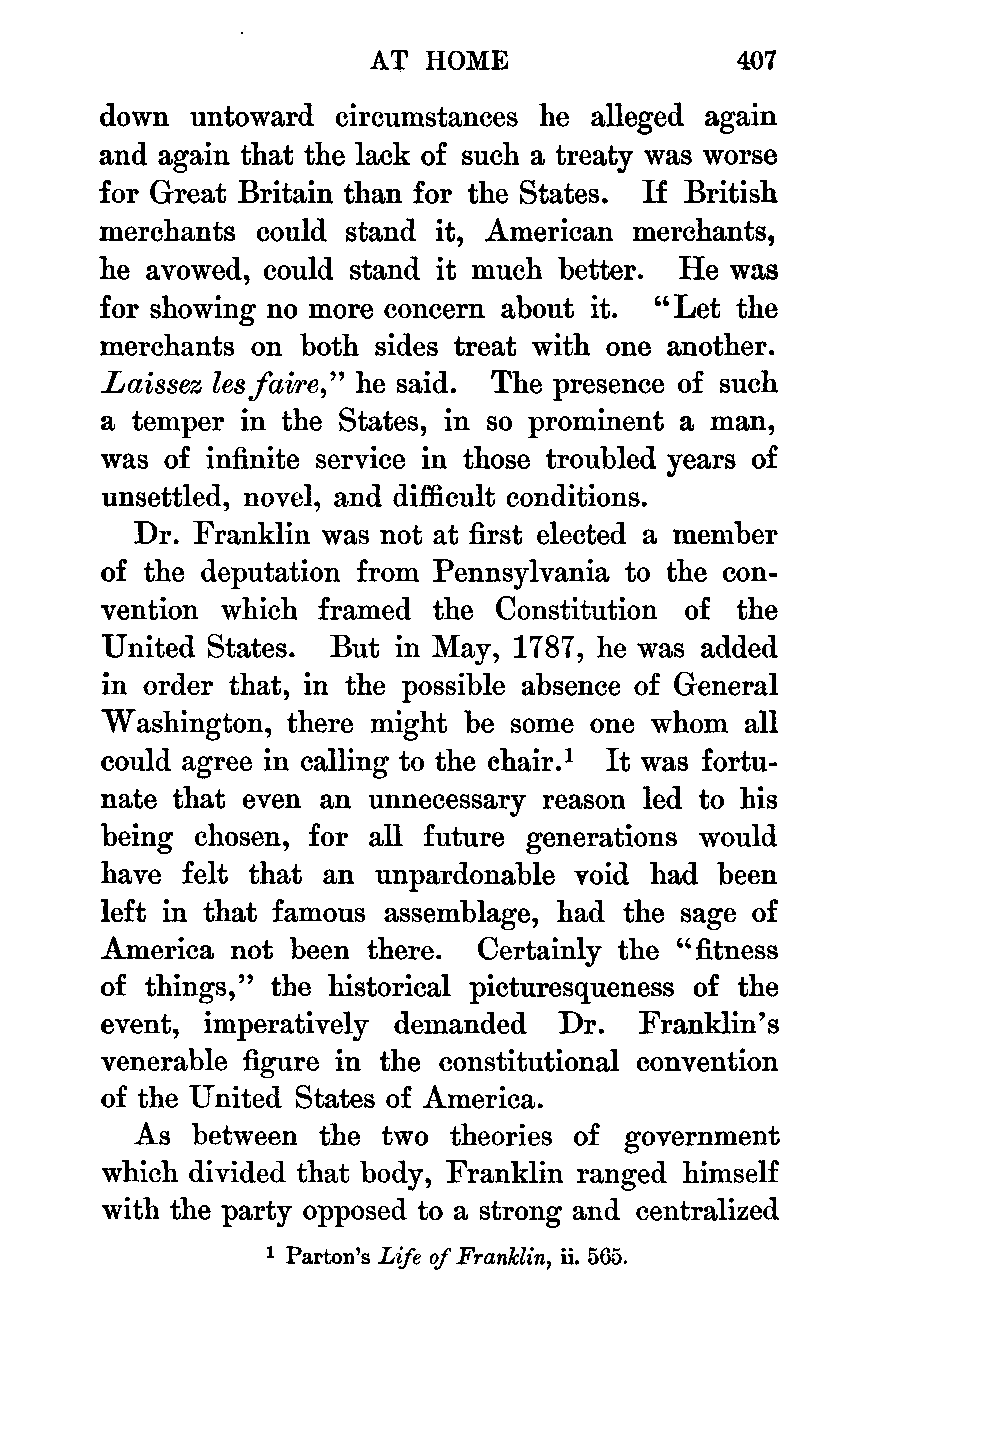 AT HOME 407
down untoward circumstances he alleged again
and again that the lack of such a treaty was worse
for Great Britain than for the States. If British
merchants could stand it, American merchants,
he avowed, could stand it much better. He was
for showing no more concern about it. “Let the
merchants on both sides treat with one another.
Laissez les faire,” he said. The presence of such
a temper in the States, in so prominent a man,
was of infinite service in those troubled years of
unsettled, novel, and difficult conditions.
Dr. Franklin was not at first elected a member
of the deputation from Pennsylvania to the con-
vention which framed the Constitution of the
United States. But in May, 1787, he was added
in order that, in the possible absence of General
Washington, there might be some one whom all
could agree in calling to the chair.¹ It was fortu-
nate that even an unnecessary reason led to his
being chosen, for all future generations would
have felt that an unpardonable void had been
left in that famous assemblage, had the sage of
America not been there. Certainly the “fitness
of things,” the historical picturesqueness of the
event, imperatively demanded Dr. Franklin’s
venerable figure in the constitutional convention
of the United States of America.
As between the two theories of government
which divided that body, Franklin ranged himself
with the party opposed to a strong and centralized
¹ Parton’s Life of Franklin, ii. 565.